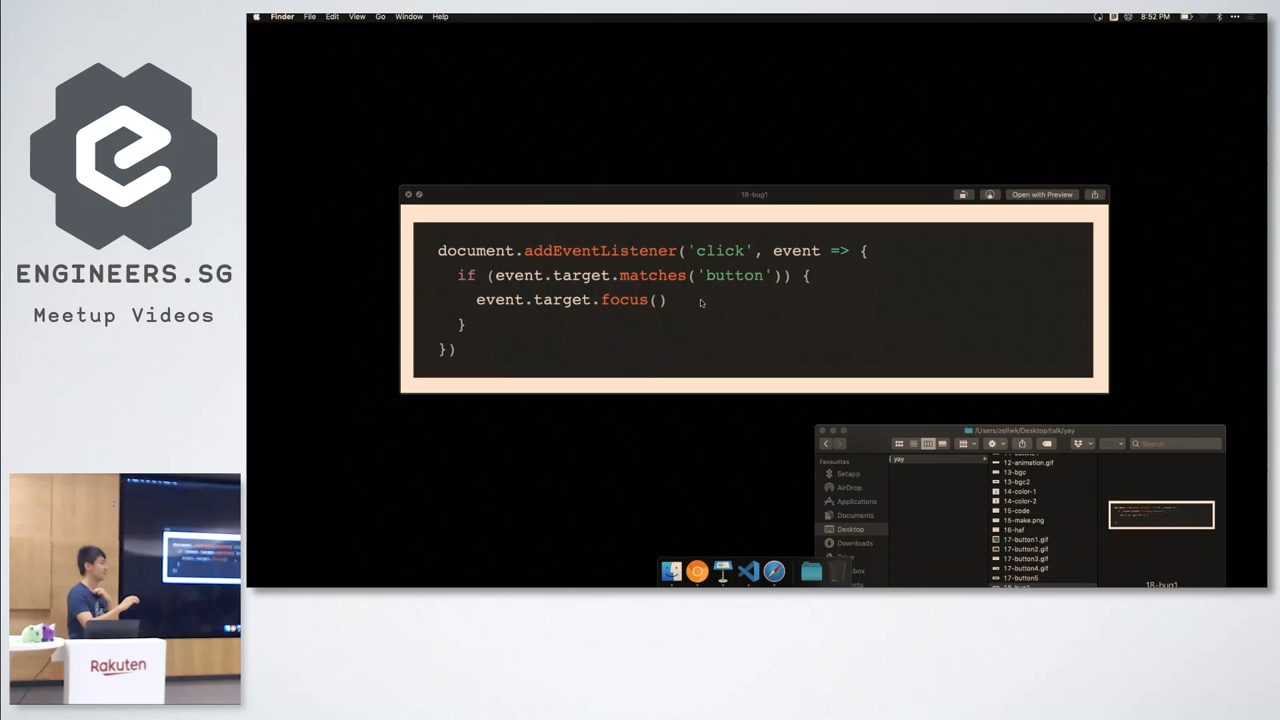 Finder File Edit View Go Window Help
8:52 PM
ENGINEERS.SG
Meetup Videos
18-bug1
Open with Preview
document.addEventListener('click', event => {
if (event.target.matches('button')) {
event.target.focus()
}
})
/Users/zellwk/Desktop/talk/yay
Search
Favourites
Setapp
AirDrop
Applications
Documents
Desktop
Downloads
yay
12-animation.gif
13-bgc
13-bgc2
14-color-1
14-color-2
15-code
15-make.png
16-haf
17-button1.gif
17-button2.gif
17-button3.gif
17-button4.gif
17-button5
18-bug1
18-bug1
Rakuten